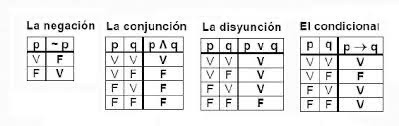 La negación La conjunción La disyunción El condicional
p ~ p
V F
F V
p q p Λ q
V V V
V F F
F V F
F F F
p q p v q
V V V
V F V
F V V
F F F
p q p → q
V V V
V F F
F V V
F F V